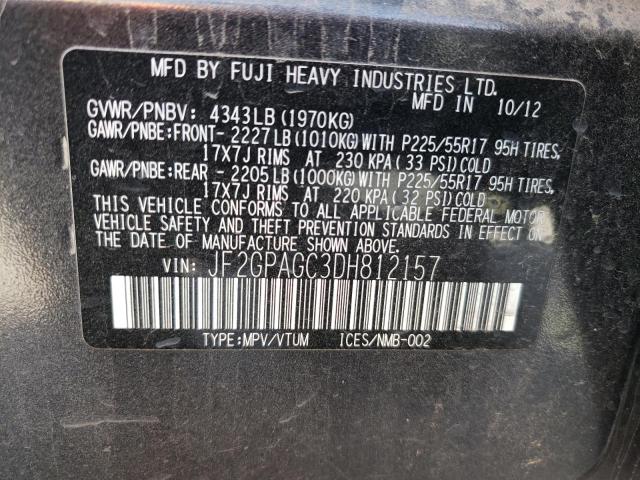 MFD BY FUJI HEAVY INDUSTRIES LTD.
MFD IN 10/12
GVWR/PNBV: 4343LB (1970KG)
GAWR/PNBE:FRONT-2227LB (1010KG) WITH P225/55R17 95H TIRES,
17X7J RIMS AT 230 KPA (33 PSI) COLD
GAWR/PNBE:REAR -2205LB (1000KG) WITH P225/55R17 95H TIRES,
17X7J RIMS AT 220 KPA (32 PSI) COLD
THIS VEHICLE CONFORMS TO ALL APPLICABLE FEDERAL MOTOR
VEHICLE SAFETY AND THEFT PREVENTION STANDARDS IN EFFECT ON
THE DATE OF MANUFACTURE SHOWN ABOVE.
VIN: JF2GPAGC3DH812157
TYPE:MPV/VTUM ICES/NMB-002